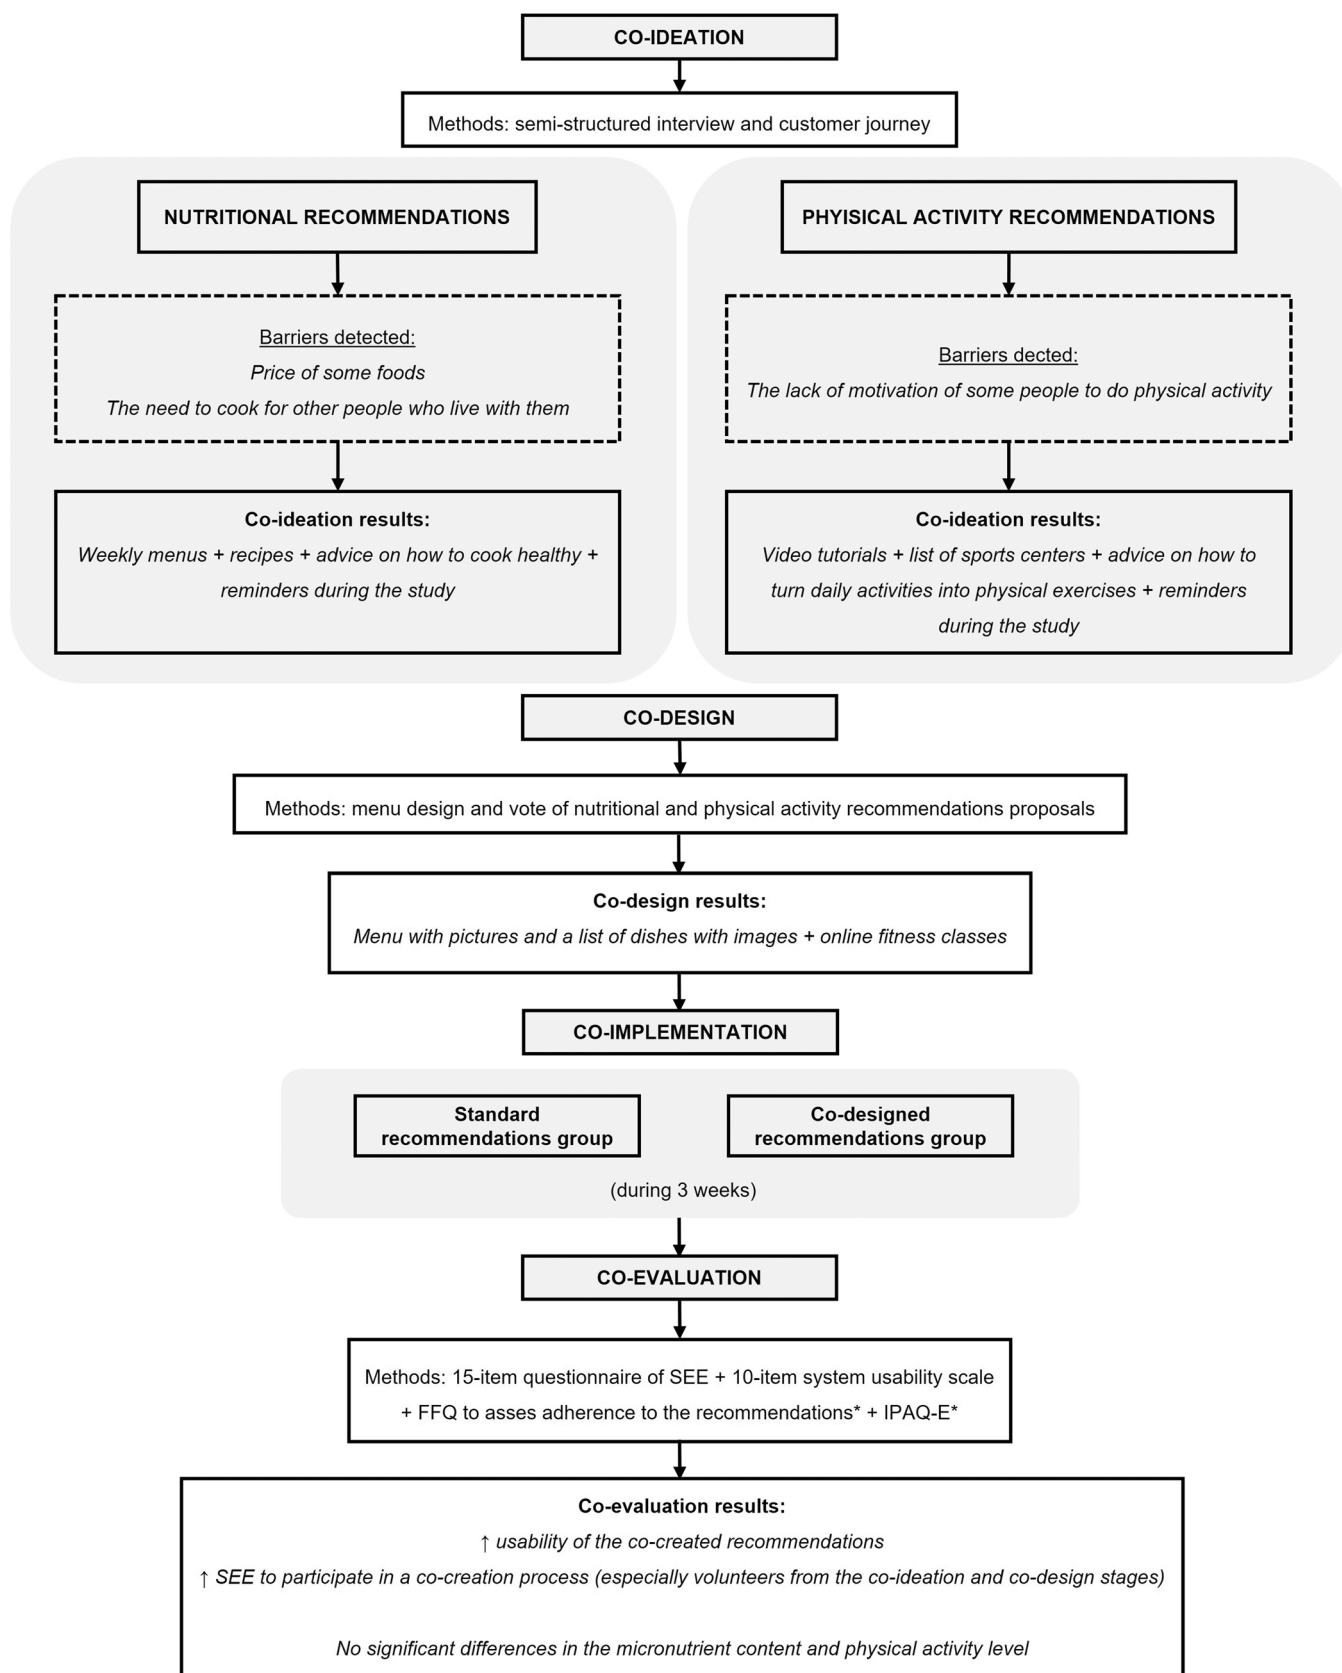 CO-IDEATION
Methods: semi-structured interview and customer journey
NUTRITIONAL RECOMMENDATIONS
Barriers detected:
Price of some foods
The need to cook for other people who live with them
Co-ideation results:
Weekly menus + recipes + advice on how to cook healthy +
reminders during the study
PHYISICAL ACTIVITY RECOMMENDATIONS
Barriers dected:
The lack of motivation of some people to do physical activity
Co-ideation results:
Video tutorials + list of sports centers + advice on how to
turn daily activities into physical exercises + reminders
during the study
CO-DESIGN
Methods: menu design and vote of nutritional and physical activity recommendations proposals
Co-design results:
Menu with pictures and a list of dishes with images + online fitness classes
CO-IMPLEMENTATION
Standard
recommendations group
Co-designed
recommendations group
(during 3 weeks)
CO-EVALUATION
Methods: 15-item questionnaire of SEE + 10-item system usability scale
+ FFQ to asses adherence to the recommendations* + IPAQ-E*
Co-evaluation results:
↑ usability of the co-created recommendations
↑ SEE to participate in a co-creation process (especially volunteers from the co-ideation and co-design stages)
No significant differences in the micronutrient content and physical activity level